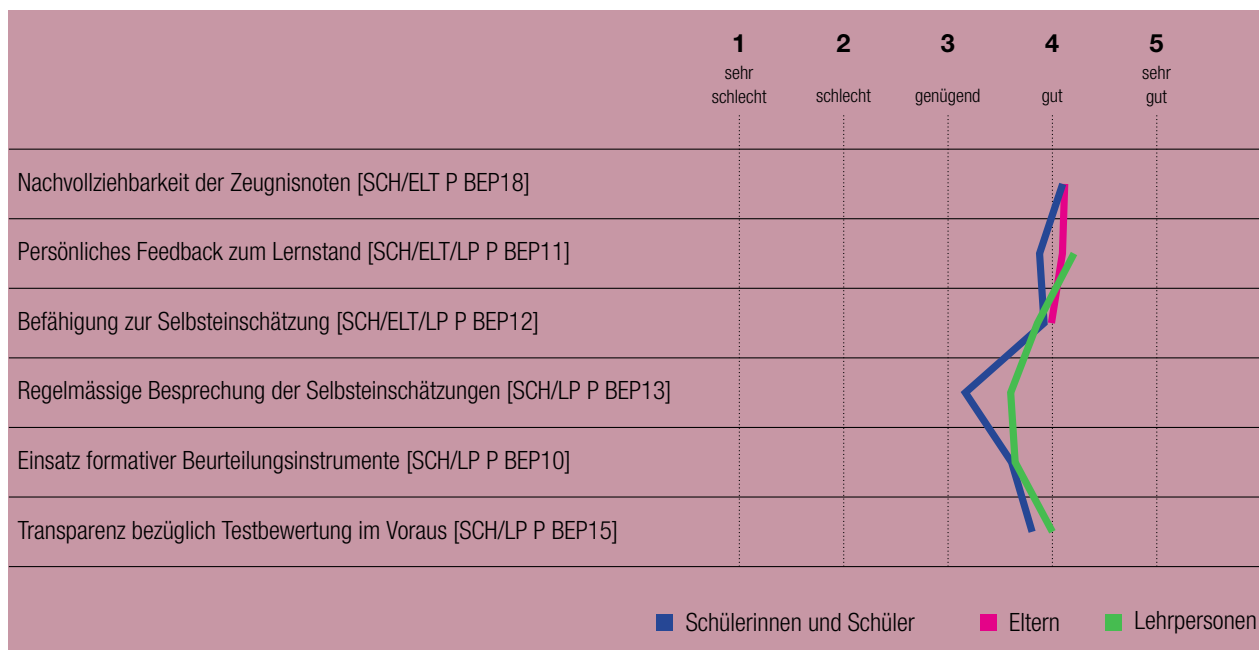 1 2 3 4 5
sehr schlecht schlecht genügend gut sehr gut
Nachvollziehbarkeit der Zeugnisnoten [SCH/ELT P BEP18]
Persönliches Feedback zum Lernstand [SCH/ELT/LP P BEP11]
Befähigung zur Selbsteinschätzung [SCH/ELT/LP P BEP12]
Regelmässige Besprechung der Selbsteinschätzungen [SCH/LP P BEP13]
Einsatz formativer Beurteilungsinstrumente [SCH/LP P BEP10]
Transparenz bezüglich Testbewertung im Voraus [SCH/LP P BEP15]
Schülerinnen und Schüler Eltern Lehrpersonen